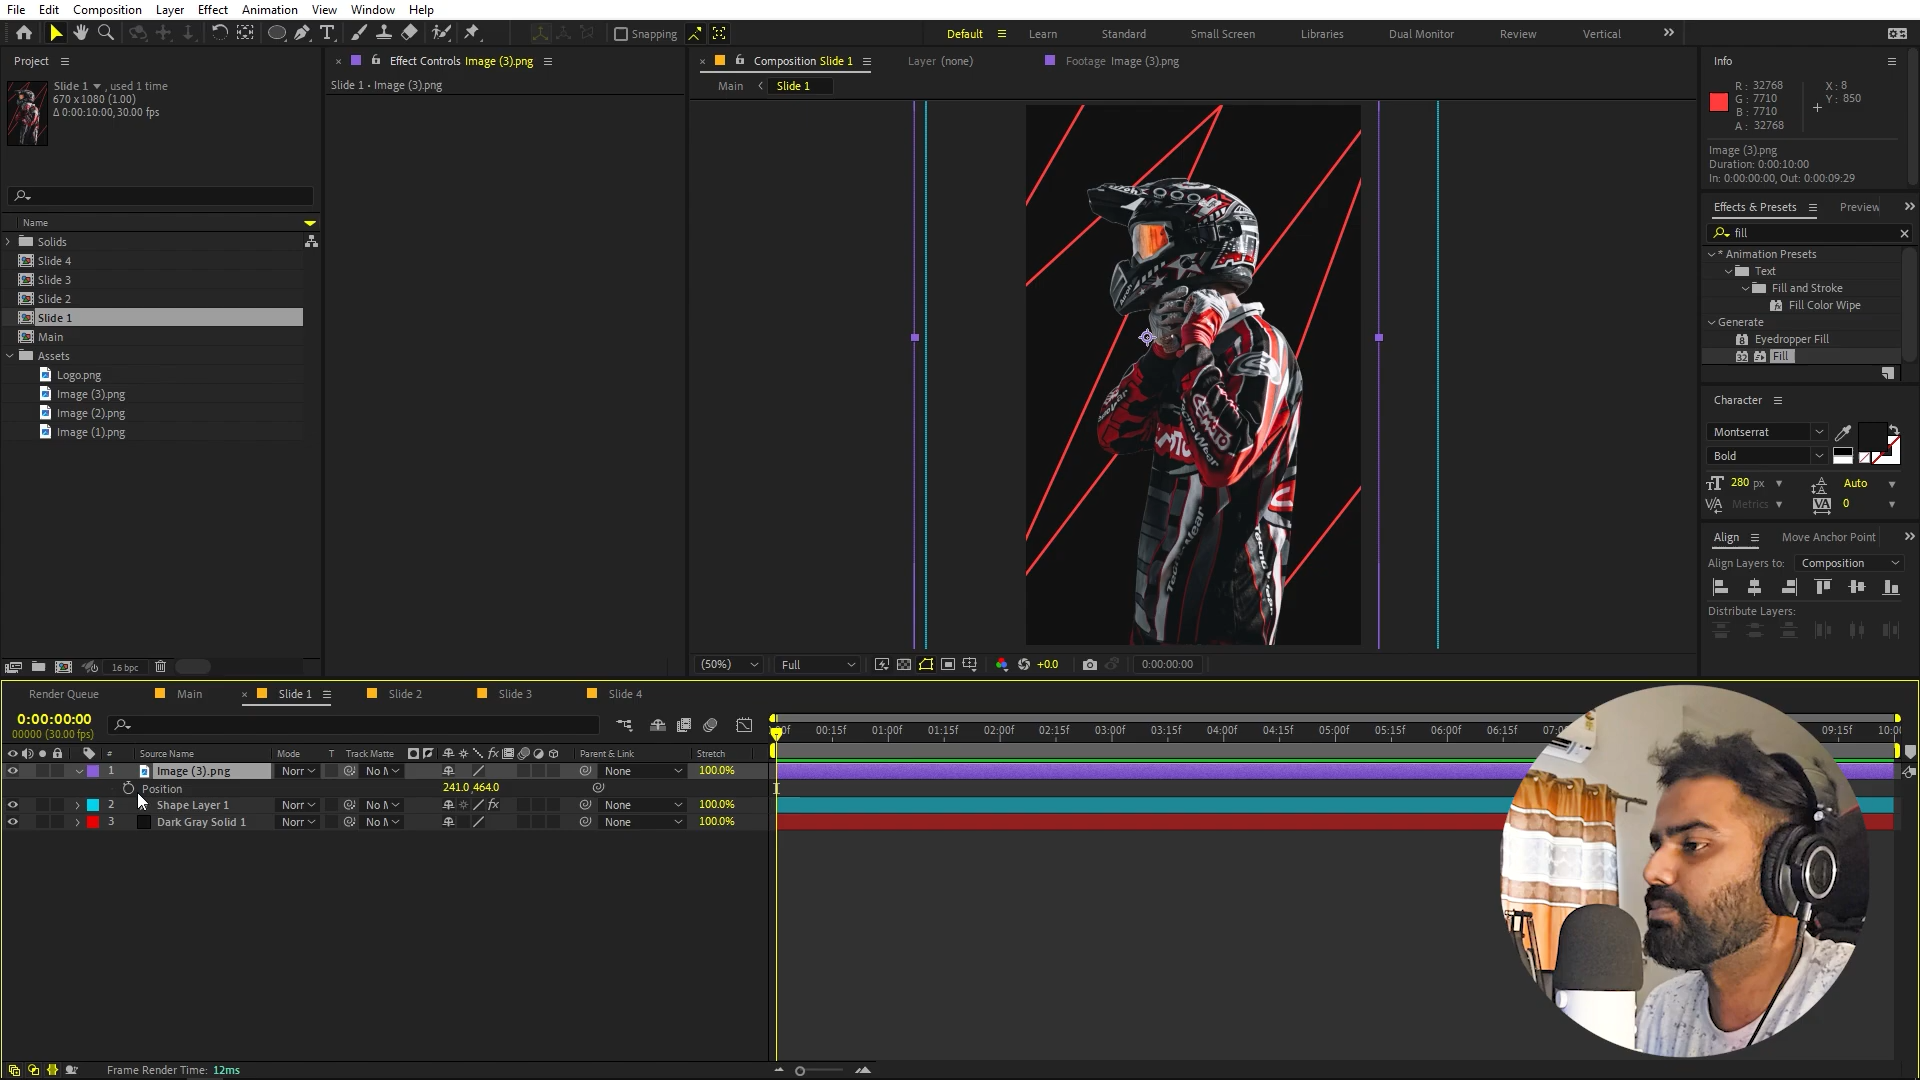 File Edit Composition Layer Effect Animation View Window Help
Snapping
Default Learn Standard Small Screen Libraries Dual Monitor Review Vertical
Project
Slide 1 , used 1 time
670 x 1080 (1.00)
Δ 0:00:10:00, 30.00 fps
Name
Solids
Slide 4
Slide 3
Slide 2
Slide 1
Main
Assets
Logo.png
Image (3).png
Image (2).png
Image (1).png
16 bpc
Effect Controls Image (3).png
Slide 1 • Image (3).png
Composition Slide 1
Layer (none)
Footage Image (3).png
Main Slide 1
(50%) Full +0.0 0:00:00:00
Info
R : 32768 X : 8
G : 7710 Y : 850
B : 7710
A : 32768
Image (3).png
Duration: 0:00:10:00
In: 0:00:00:00, Out: 0:00:09:29
Effects & Presets Preview
fill
* Animation Presets
Text
Fill and Stroke
Fill Color Wipe
Generate
Eyedropper Fill
Fill
Character
Montserrat
Bold
280 px Auto
Metrics 0
Align Move Anchor Point
Align Layers to: Composition
Distribute Layers:
Render Queue Main Slide 1 Slide 2 Slide 3 Slide 4
0:00:00:00
00000 (30.00 fps)
:00f 00:15f 01:00f 01:15f 02:00f 02:15f 03:00f 03:15f 04:00f 04:15f 05:00f 05:15f 06:00f 06:15f 09:15f 10:00
# Source Name Mode T Track Matte Parent & Link Stretch
1 Image (3).png Norr No M None 100.0%
Position 241.0 ,464.0
2 Shape Layer 1 Norr No M None 100.0%
3 Dark Gray Solid 1 Norr No M None 100.0%
Frame Render Time: 12ms